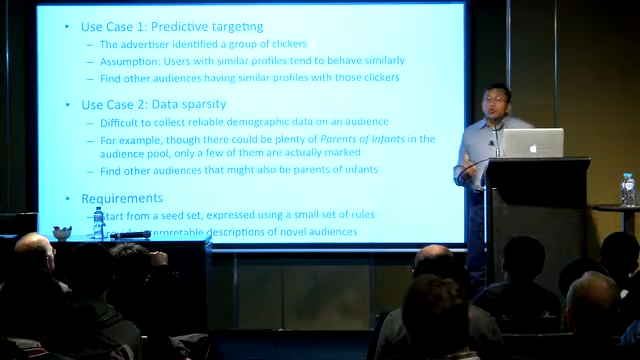 • Use Case 1: Predictive targeting
– The advertiser identified a group of clickers
– Assumption: Users with similar profiles tend to behave similarly
– Find other audiences having similar profiles with those clickers
• Use Case 2: Data sparsity
– Difficult to collect reliable demographic data on an audience
– For example, though there could be plenty of Parents of Infants in the
audience pool, only a few of them are actually marked
– Find other audiences that might also be parents of infants
• Requirements
Start from a seed set, expressed using a small set of rules
interpretable descriptions of novel audiences